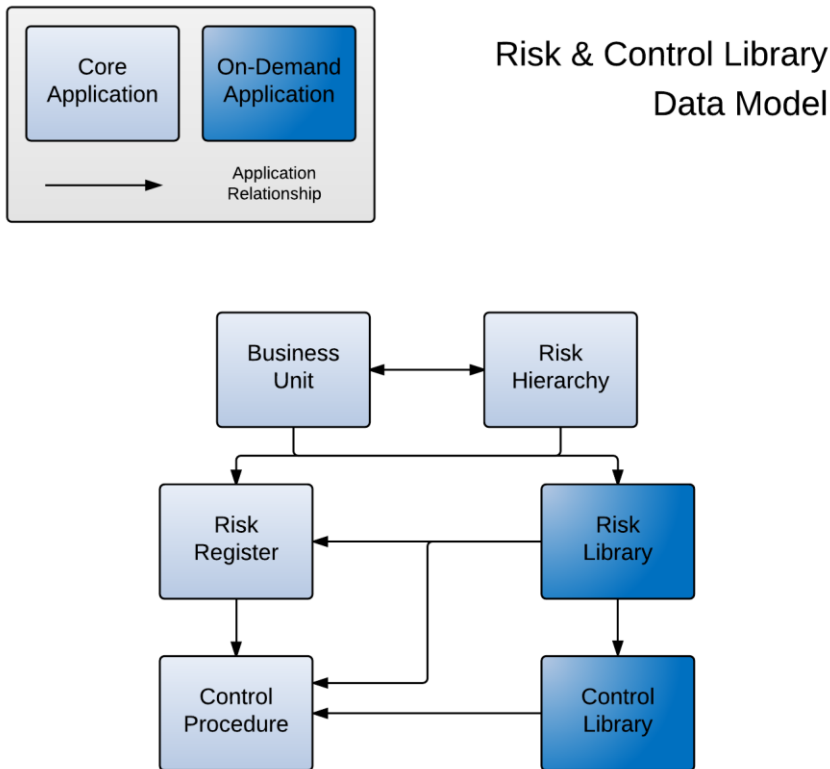 Core
Application
On-Demand
Application
Application
Relationship
Risk & Control Library
Data Model
Business
Unit
Risk
Hierarchy
Risk
Register
Risk
Library
Control
Procedure
Control
Library